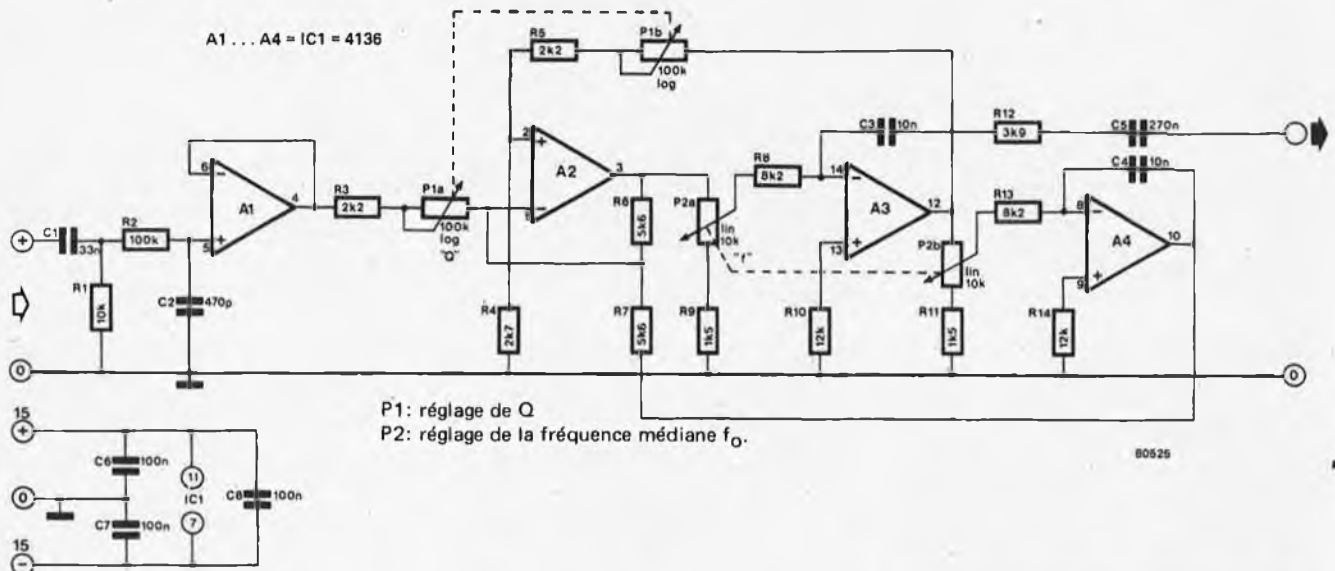 A1 . . . A4 = IC1 = 4136
R5
2k2
P1b
100k
log
C1
33n
R2
100k
R1
10k
C2
470p
6
−
5
+
A1
4
R3
2k2
P1a
100k
log
"Q"
2
+
−
A2
3
R4
2k7
R6
5k6
R7
5k6
P2a
lin
10k
"f"
R9
1k5
R8
8k2
C3
10n
14
−
13
+
A3
12
R10
12k
R12
3k9
C5
270n
C4
10n
R13
8k2
P2b
lin
10k
R11
1k5
8
−
9
+
A4
10
R14
12k
+
0
0
P1: réglage de Q
P2: réglage de la fréquence médiane fo.
80525
15
+
0
15
−
C6
100n
C7
100n
11
IC1
7
C8
100n